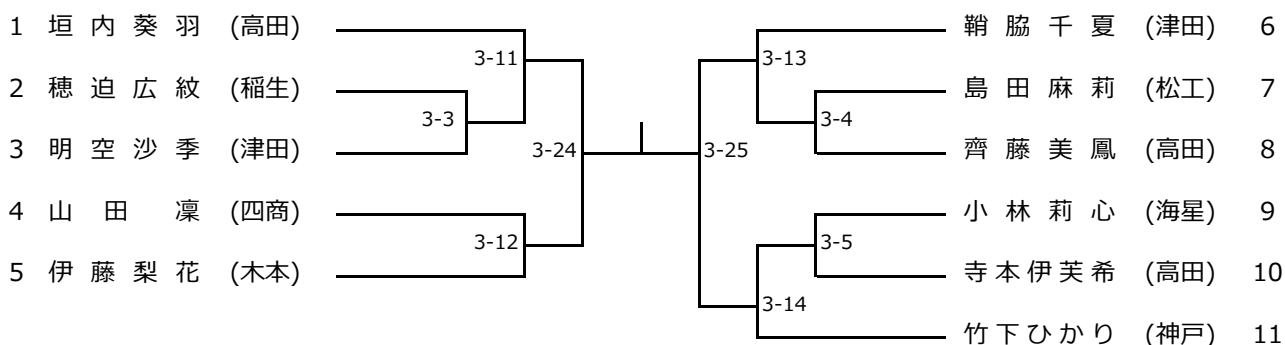 1 垣内葵羽 (高田)
鞘脇千夏 (津田) 6
3-11
3-13
2 穂迫広紋 (稲生)
島田麻莉 (松工) 7
3-3
3-4
3 明空沙季 (津田)
3-24
3-25
齊藤美鳳 (高田) 8
4 山田 凜 (四商)
小林莉心 (海星) 9
3-12
3-5
5 伊藤梨花 (木本)
寺本伊芙希 (高田) 10
3-14
竹下ひかり (神戸) 11